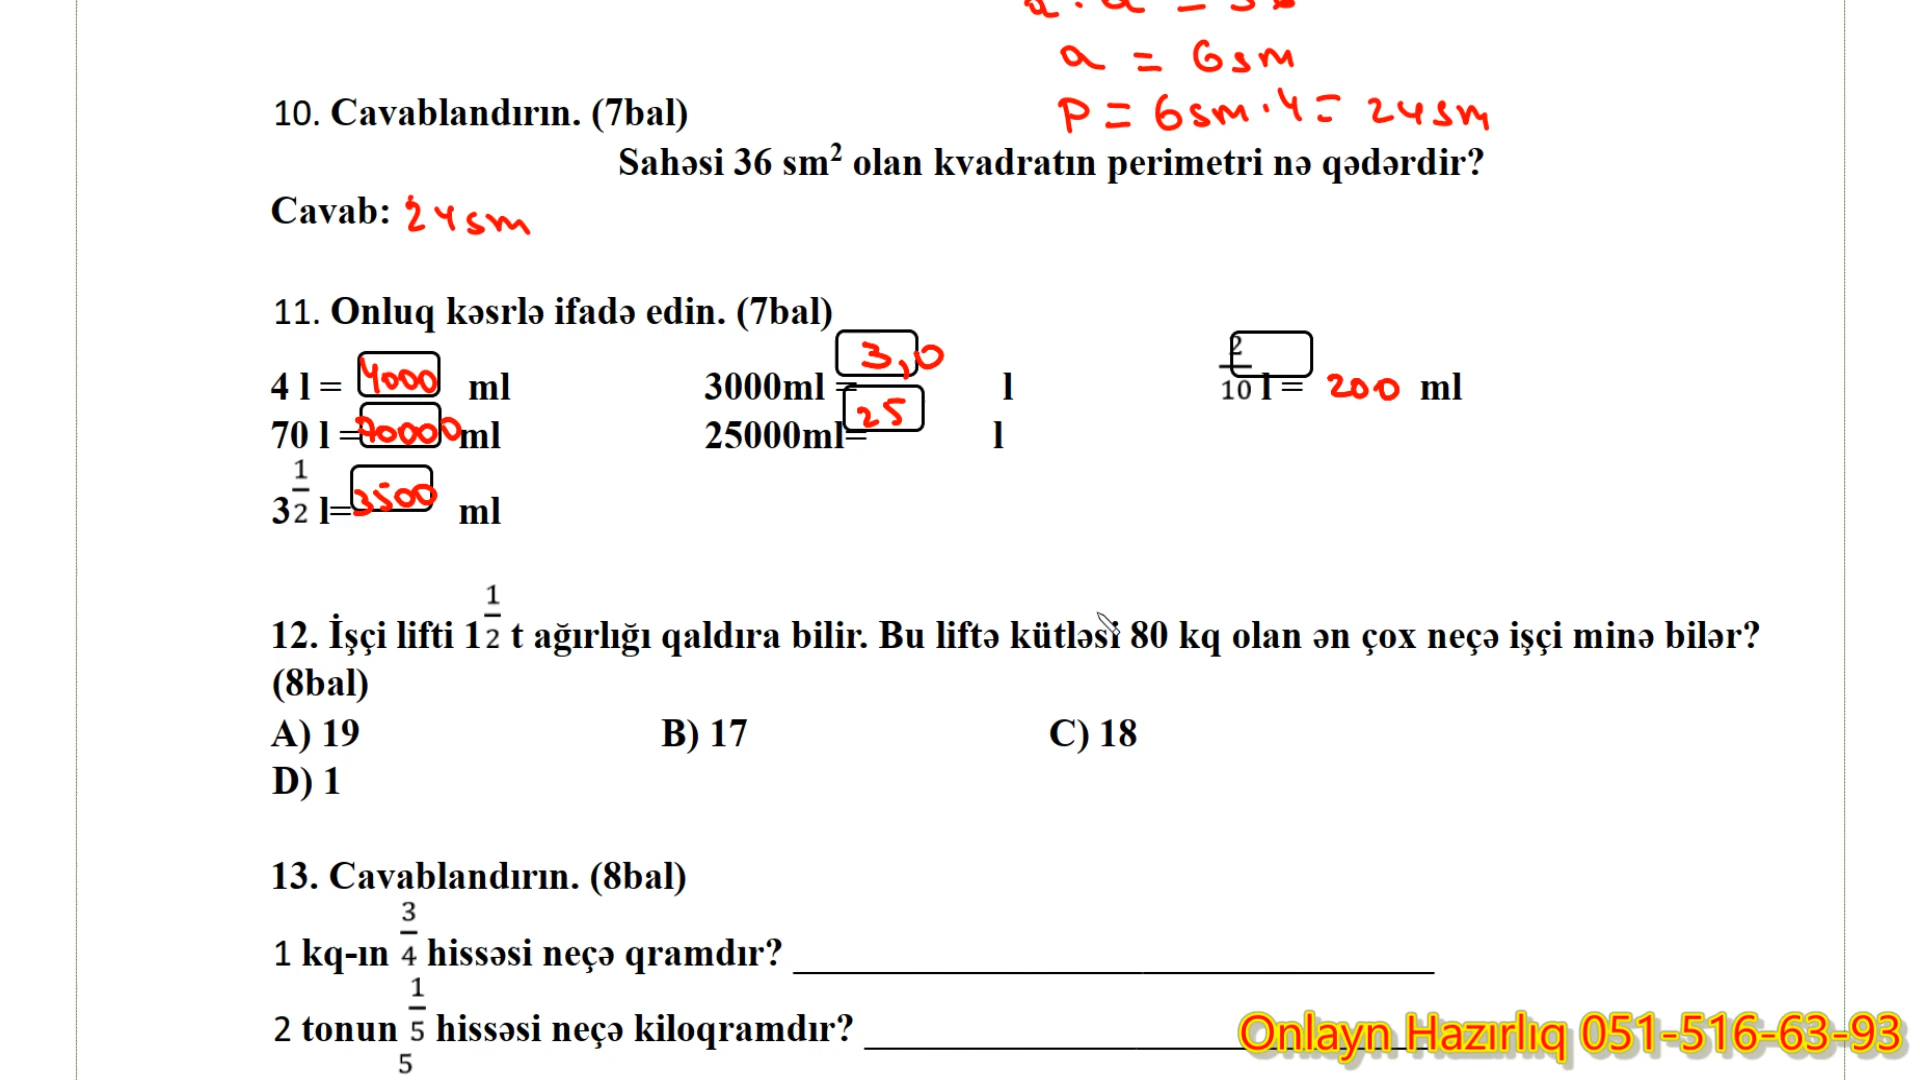 a = 6sm
10. Cavablandırın. (7bal)
P = 6sm·4 = 24sm
Sahəsi 36 sm² olan kvadratın perimetri nə qədərdir?
Cavab: 24sm
11. Onluq kəsrlə ifadə edin. (7bal)
4 l = 4000 ml 3000ml = 3,0 l 2/10 l = 200 ml
70 l = 70000 ml 25000ml= 25 l
3 1/2 l= 3500 ml
12. İşçi lifti 1 1/2 t ağırlığı qaldıra bilir. Bu liftə kütləsi 80 kq olan ən çox neçə işçi minə bilər?
(8bal)
A) 19 B) 17 C) 18
D) 1
13. Cavablandırın. (8bal)
1 kq-ın 3/4 hissəsi neçə qramdır? ________________________________
2 tonun 1/5 hissəsi neçə kiloqramdır? ____________________________
Onlayn Hazırlıq 051-516-63-93
5